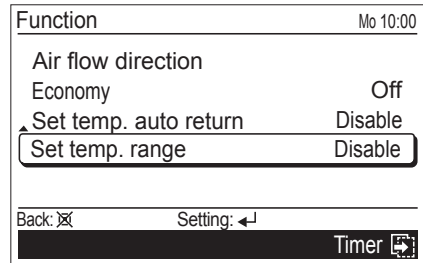 Function Mo 10:00
Air flow direction
Economy Off
Set temp. auto return Disable
Set temp. range Disable
Back: Setting:
Timer